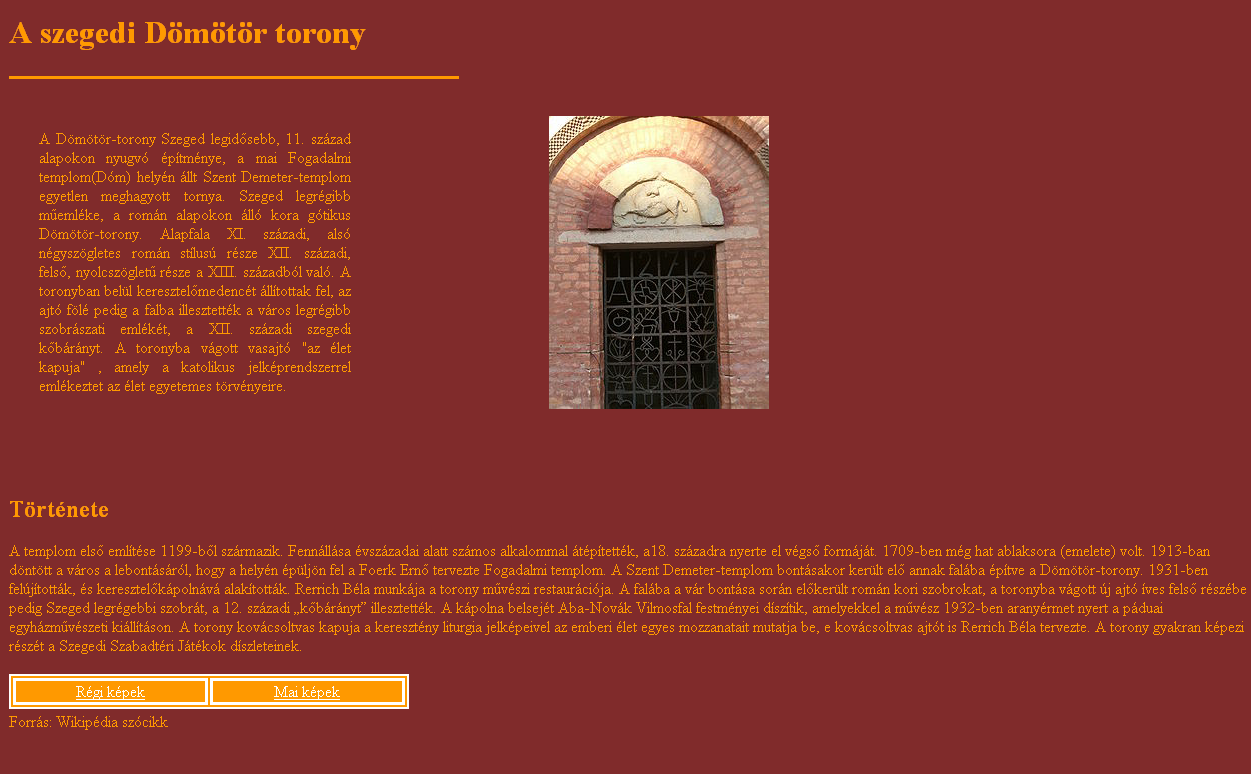 A szegedi Dömötör torony
A Dömötör-torony Szeged legidősebb, 11. század
alapokon nyugvó építménye, a mai Fogadalmi
templom(Dóm) helyén állt Szent Demeter-templom
egyetlen meghagyott tornya. Szeged legrégibb
műemléke, a román alapokon álló kora gótikus
Dömötör-torony. Alapfala XI. századi, alsó
négyszögletes román stílusú része XII. századi,
felső, nyolcszögletű része a XIII. századból való. A
toronyban belül keresztelőmedencét állítottak fel, az
ajtó fölé pedig a falba illesztették a város legrégibb
szobrászati emlékét, a XII. századi szegedi
kőbárányt. A toronyba vágott vasajtó "az élet
kapuja" , amely a katolikus jelképrendszerrel
emlékeztet az élet egyetemes törvényeire.
Története
A templom első említése 1199-ből származik. Fennállása évszázadai alatt számos alkalommal átépítették, a18. századra nyerte el végső formáját. 1709-ben még hat ablaksora (emelete) volt. 1913-ban
döntött a város a lebontásáról, hogy a helyén épüljön fel a Foerk Ernő tervezte Fogadalmi templom. A Szent Demeter-templom bontásakor került elő annak falába építve a Dömötör-torony. 1931-ben
felújították, és keresztelőkápolnává alakították. Rerrich Béla munkája a torony művészi restaurációja. A falába a vár bontása során előkerült román kori szobrokat, a toronyba vágott új ajtó íves felső részébe
pedig Szeged legrégebbi szobrát, a 12. századi „kőbárányt” illesztették. A kápolna belsejét Aba-Novák Vilmosfal festményei díszítik, amelyekkel a művész 1932-ben aranyérmet nyert a páduai
egyházművészeti kiállításon. A torony kovácsoltvas kapuja a keresztény liturgia jelképeivel az emberi élet egyes mozzanatait mutatja be, e kovácsoltvas ajtót is Rerrich Béla tervezte. A torony gyakran képezi
részét a Szegedi Szabadtéri Játékok díszleteinek.
Régi képek Mai képek
Forrás: Wikipédia szócikk